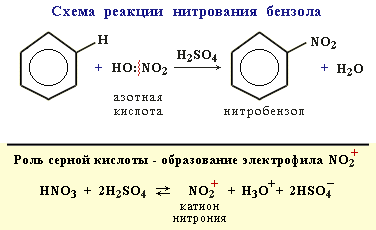 Схема реакции нитрования бензола
H
+ HO:NO₂ H₂SO₄ → NO₂ + H₂O
азотная кислота нитробензол
Роль серной кислоты - образование электрофила NO₂⁺
HNO₃ + 2H₂SO₄ ⇄ NO₂⁺ + H₃O⁺ + 2HSO₄⁻
катион
нитрония